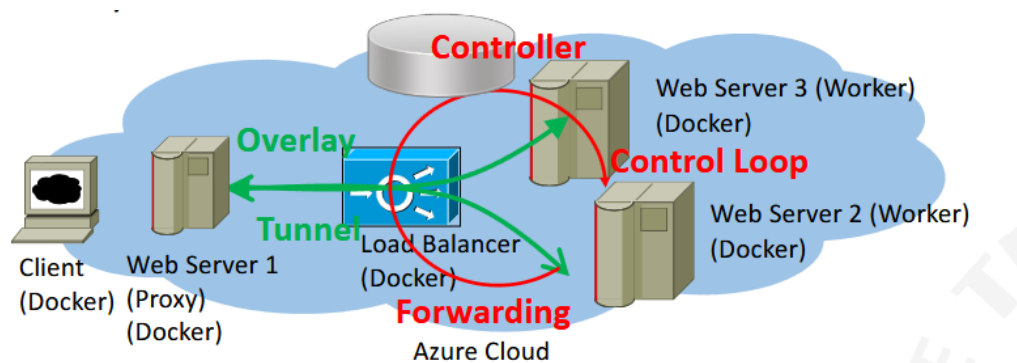 Controller
Web Server 3 (Worker)
(Docker)
Overlay
Control Loop
Tunnel
Load Balancer
(Docker)
Web Server 2 (Worker)
(Docker)
Client
(Docker)
Web Server 1
(Proxy)
(Docker)
Forwarding
Azure Cloud